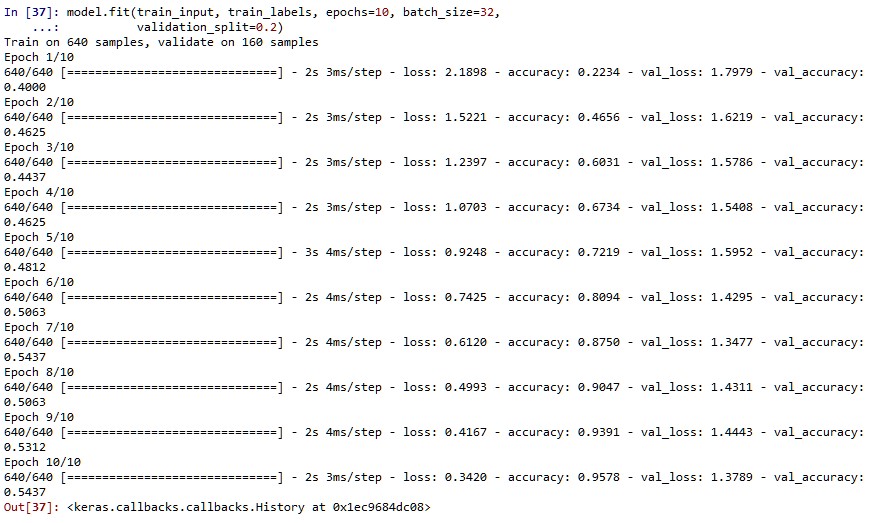 In [37]: model.fit(train_input, train_labels, epochs=10, batch_size=32,
    ...:           validation_split=0.2)
Train on 640 samples, validate on 160 samples
Epoch 1/10
640/640 [==============================] - 2s 3ms/step - loss: 2.1898 - accuracy: 0.2234 - val_loss: 1.7979 - val_accuracy:
0.4000
Epoch 2/10
640/640 [==============================] - 2s 3ms/step - loss: 1.5221 - accuracy: 0.4656 - val_loss: 1.6219 - val_accuracy:
0.4625
Epoch 3/10
640/640 [==============================] - 2s 3ms/step - loss: 1.2397 - accuracy: 0.6031 - val_loss: 1.5786 - val_accuracy:
0.4437
Epoch 4/10
640/640 [==============================] - 2s 3ms/step - loss: 1.0703 - accuracy: 0.6734 - val_loss: 1.5408 - val_accuracy:
0.4625
Epoch 5/10
640/640 [==============================] - 3s 4ms/step - loss: 0.9248 - accuracy: 0.7219 - val_loss: 1.5952 - val_accuracy:
0.4812
Epoch 6/10
640/640 [==============================] - 2s 4ms/step - loss: 0.7425 - accuracy: 0.8094 - val_loss: 1.4295 - val_accuracy:
0.5063
Epoch 7/10
640/640 [==============================] - 2s 4ms/step - loss: 0.6120 - accuracy: 0.8750 - val_loss: 1.3477 - val_accuracy:
0.5437
Epoch 8/10
640/640 [==============================] - 2s 4ms/step - loss: 0.4993 - accuracy: 0.9047 - val_loss: 1.4311 - val_accuracy:
0.5063
Epoch 9/10
640/640 [==============================] - 2s 4ms/step - loss: 0.4167 - accuracy: 0.9391 - val_loss: 1.4443 - val_accuracy:
0.5312
Epoch 10/10
640/640 [==============================] - 2s 3ms/step - loss: 0.3420 - accuracy: 0.9578 - val_loss: 1.3789 - val_accuracy:
0.5437
Out[37]: <keras.callbacks.callbacks.History at 0x1ec9684dc08>